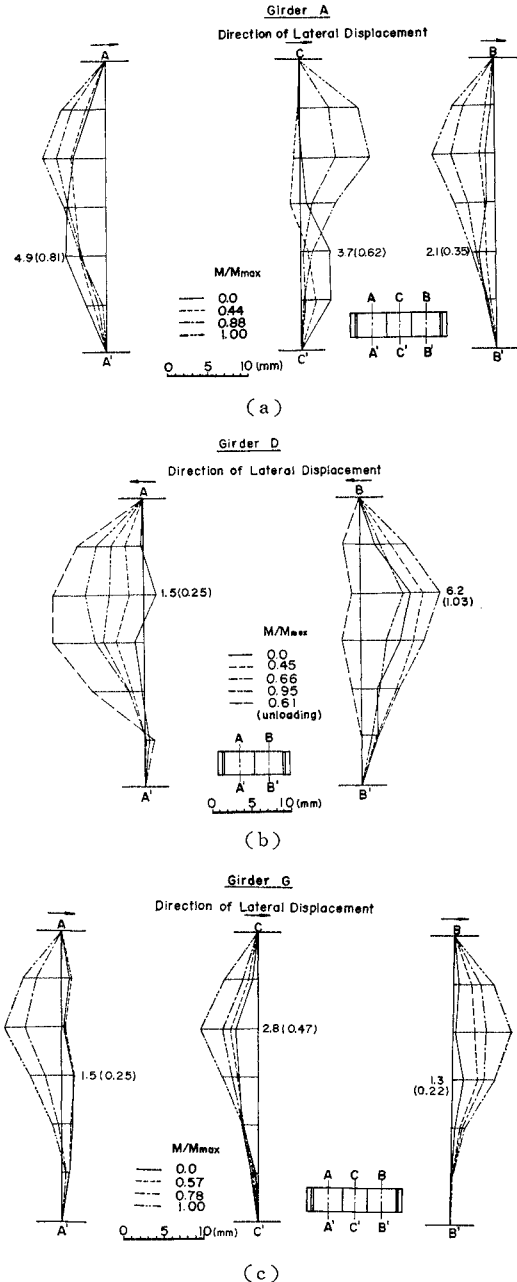 Girder A
Direction of Lateral Displacement
A C B
4.9(0.81) 3.7(0.62) 2.1(0.35)
M/Mmax
0.0
0.44
0.88
1.00
A C B
A' C' B'
A' C' B'
0 5 10 (mm)
(a)
Girder D
Direction of Lateral Displacement
A B
1.5(0.25) 6.2
(1.03)
M/Mmax
0.0
0.45
0.66
0.95
0.61
(unloading)
A B
A' B'
A' B'
0 5 10 (mm)
(b)
Girder G
Direction of Lateral Displacement
A C B
2.8(0.47)
1.5(0.25) 1.3
(0.22)
M/Mmax
0.0
0.57
0.78
1.00
A C B
A' C' B'
A' C' B'
0 5 10 (mm)
(c)